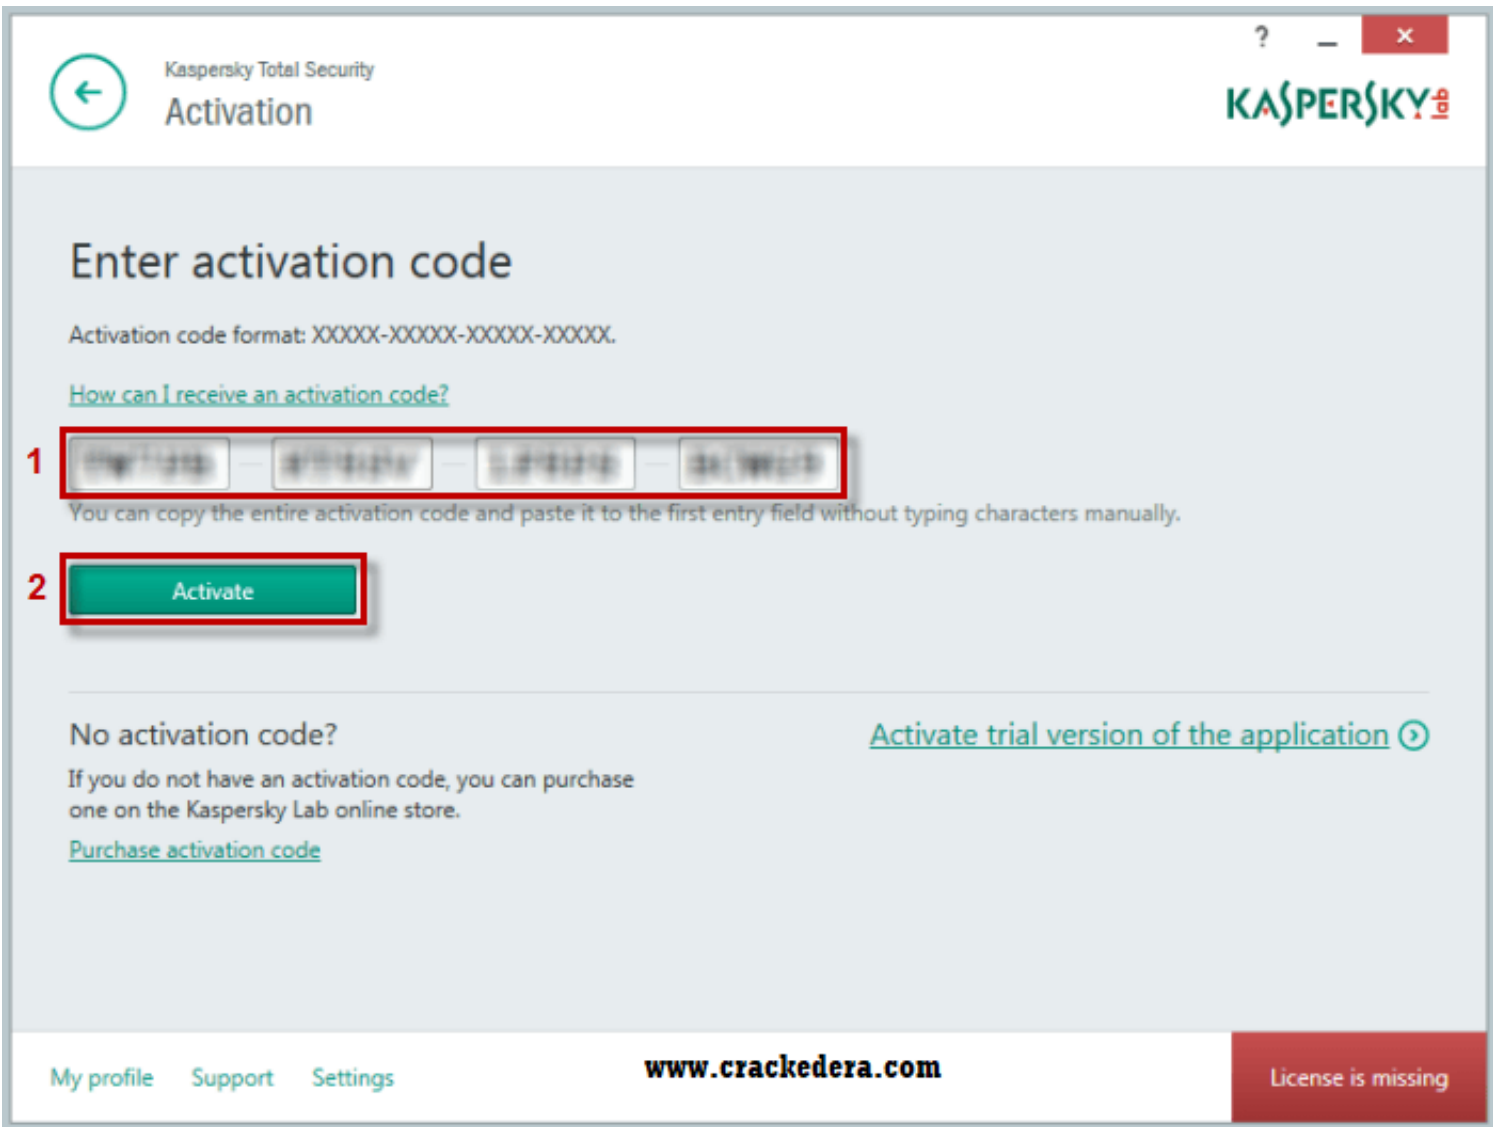 ?
Kaspersky Total Security
Activation
KASPERSKY lab
Enter activation code
Activation code format: XXXXX-XXXXX-XXXXX-XXXXX.
How can I receive an activation code?
1
You can copy the entire activation code and paste it to the first entry field without typing characters manually.
2
Activate
No activation code?
Activate trial version of the application
If you do not have an activation code, you can purchase
one on the Kaspersky Lab online store.
Purchase activation code
My profile Support Settings
www.crackedera.com
License is missing